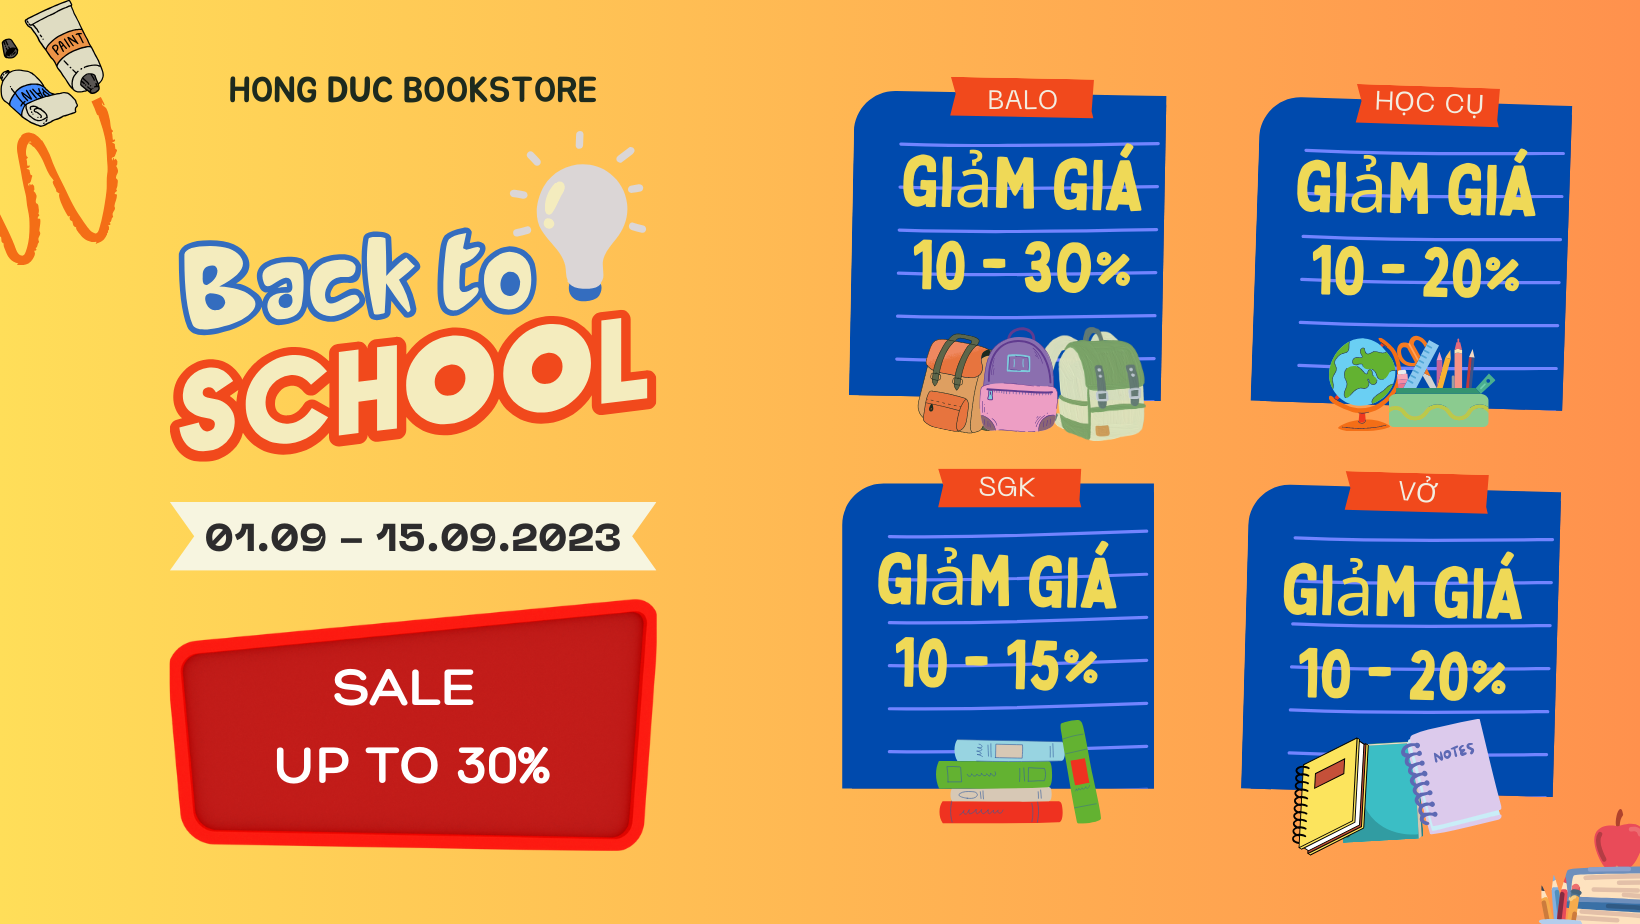 PAINT
PAINT
HONG DUC BOOKSTORE
Back to
SCHOOL
01.09 – 15.09.2023
SALE
UP TO 30%
BALO
GIảM GIÁ
10 - 30%
HỌC CỤ
GIảM GIÁ
10 - 20%
SGK
GIảM GIÁ
10 - 15%
VỞ
GIảM GIÁ
10 - 20%
NOTES